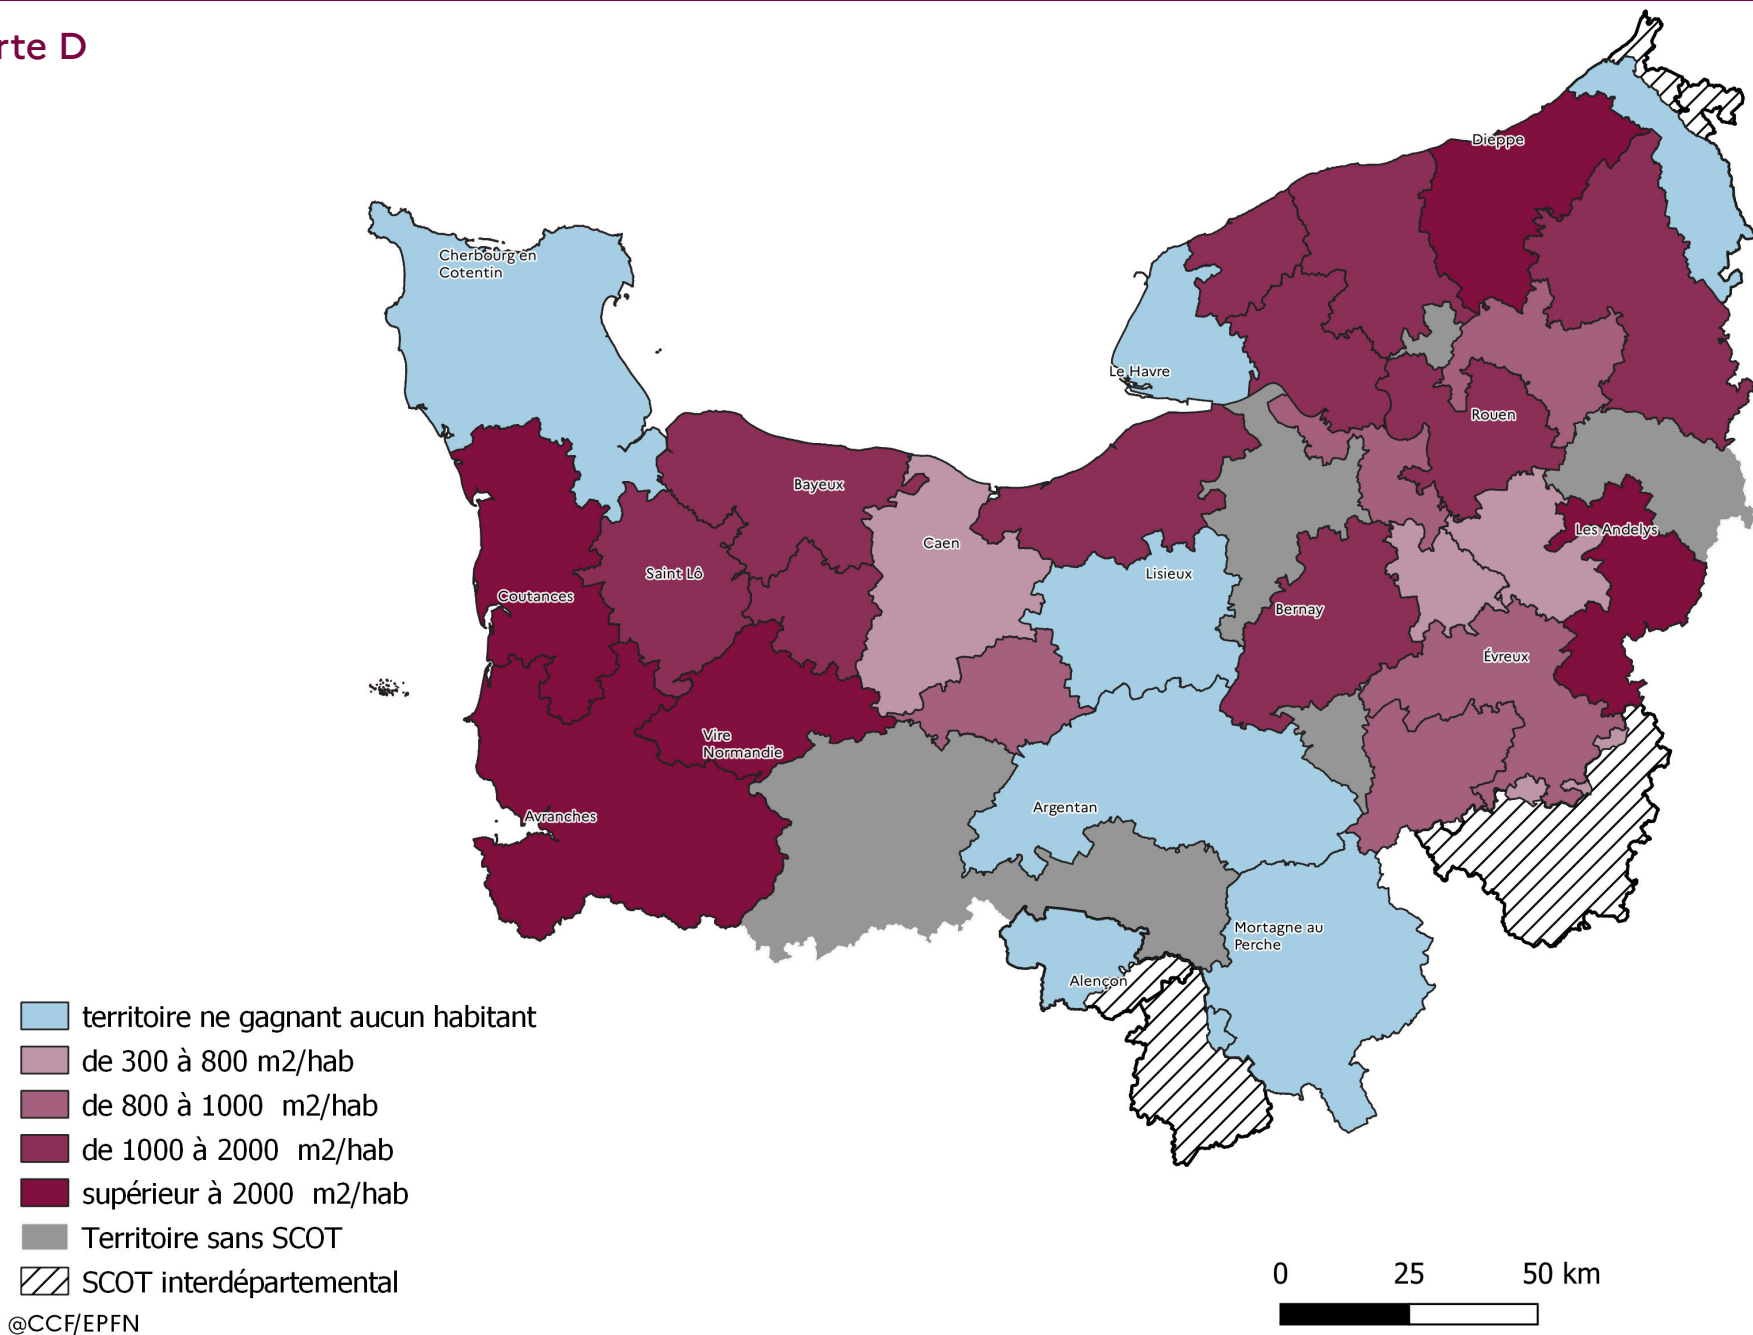 rte D
Dieppe
Cherbourg en
Cotentin
Le Havre
Rouen
Bayeux
Les Andelys
Caen
Saint Lô
Lisieux
Coutances
Bernay
Évreux
Vire
Normandie
Argentan
Avranches
Mortagne au
Perche
Alençon
territoire ne gagnant aucun habitant
de 300 à 800 m2/hab
de 800 à 1000 m2/hab
de 1000 à 2000 m2/hab
supérieur à 2000 m2/hab
Territoire sans SCOT
SCOT interdépartemental
0 25 50 km
@CCF/EPFN